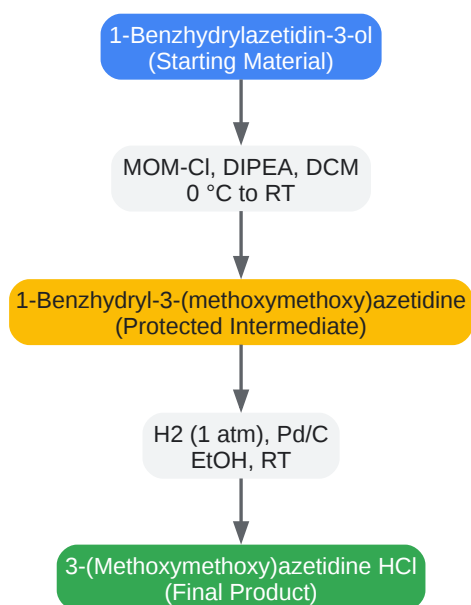 1-Benzhydrylazetidin-3-ol
(Starting Material)
MOM-Cl, DIPEA, DCM
0 °C to RT
1-Benzhydryl-3-(methoxymethoxy)azetidine
(Protected Intermediate)
H2 (1 atm), Pd/C
EtOH, RT
3-(Methoxymethoxy)azetidine HCl
(Final Product)